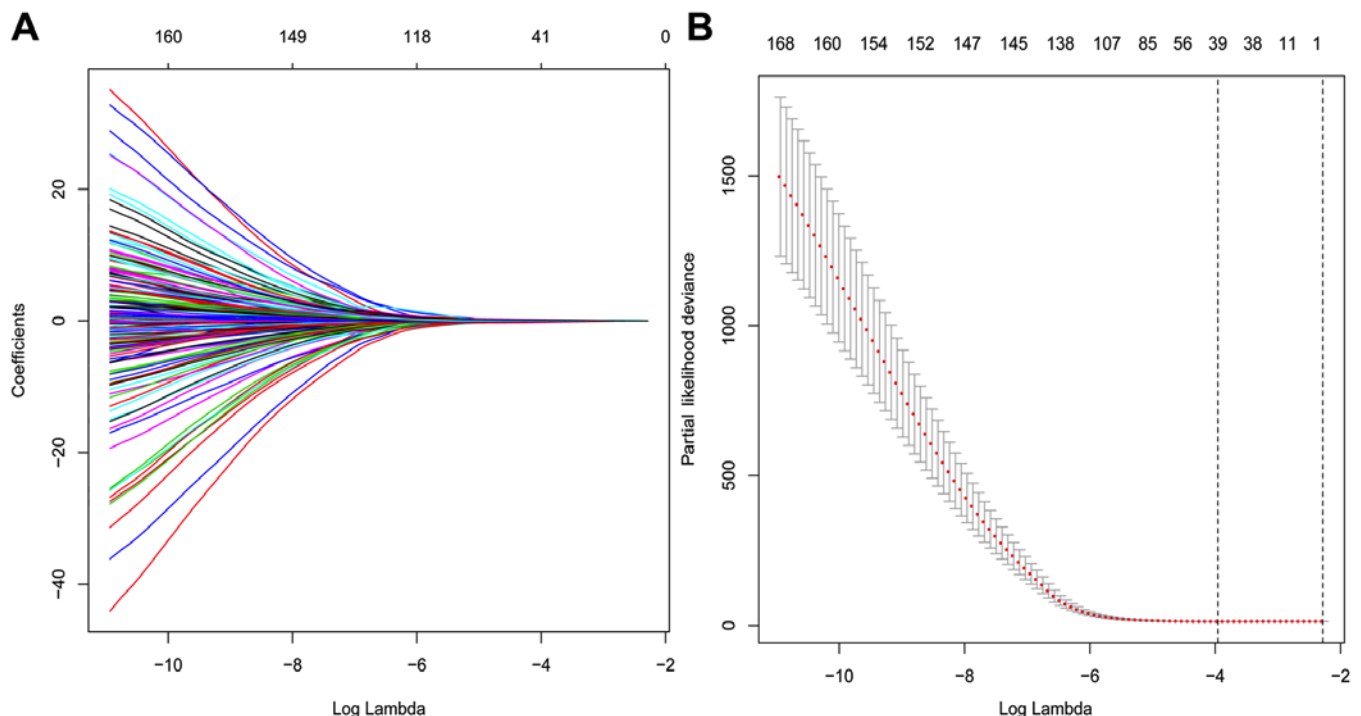 A
160 149 118 41 0
20
0
−20
−40
Coefficients
−10 −8 −6 −4 −2
Log Lambda
B
168 160 154 152 147 145 138 107 85 56 39 38 11 1
1500
1000
500
0
Partial likelihood deviance
−10 −8 −6 −4 −2
Log Lambda